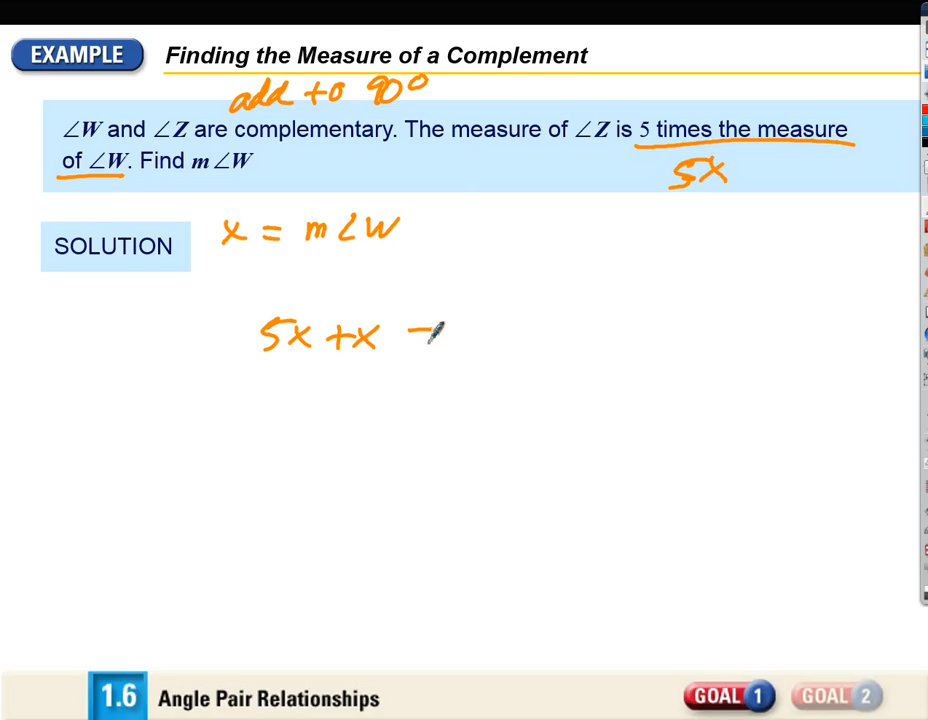 EXAMPLE Finding the Measure of a Complement
add to 90°
∠W and ∠Z are complementary. The measure of ∠Z is 5 times the measure
of ∠W. Find m∠W
5x
SOLUTION
x = m∠W
5x + x =
1.6 Angle Pair Relationships GOAL 1 GOAL 2